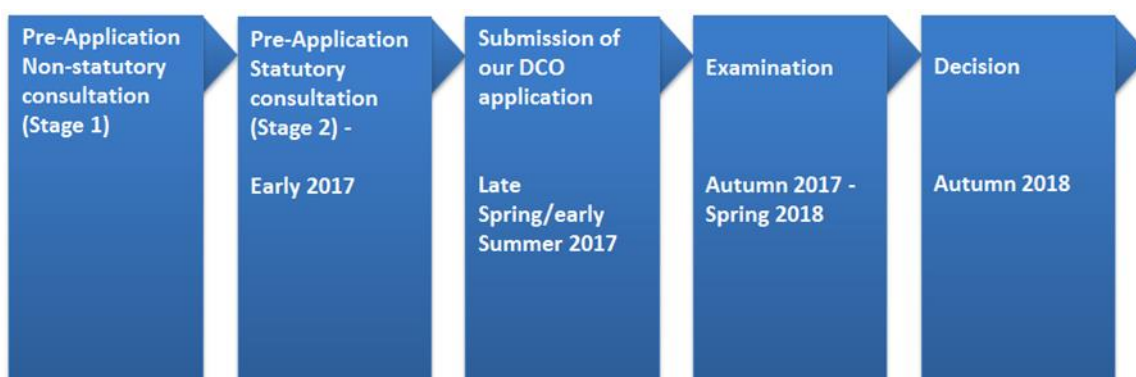 Pre-Application
Non-statutory
consultation
(Stage 1)
Pre-Application
Statutory
consultation
(Stage 2) -
Early 2017
Submission of
our DCO
application
Late
Spring/early
Summer 2017
Examination
Autumn 2017 -
Spring 2018
Decision
Autumn 2018